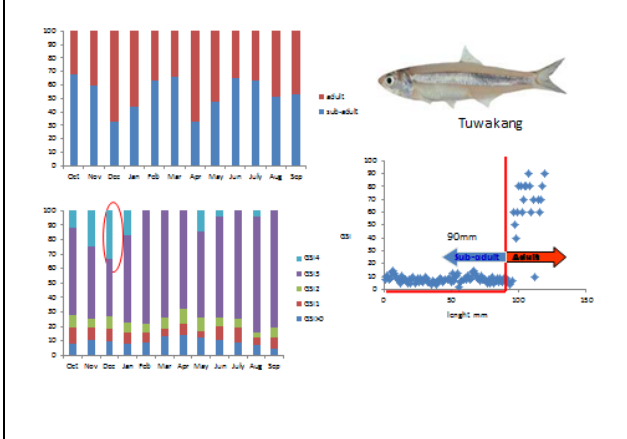 100
90
80
70
60
50
40
30
20
10
0
Oct Nov Dec Jan Feb Mar Apr May Jun July Aug Sep
adult
sub-adult
Tuwakang
100
90
80
70
60
50
40
30
20
10
0
Oct Nov Dec Jan Feb Mar Apr May Jun July Aug Sep
GSI4
GSI3
GSI2
GSI1
GSI>0
GSI
100
90
80
70
60
50
40
30
20
10
0
90mm
Sub-adult Adult
0 50 100 150
lenght mm